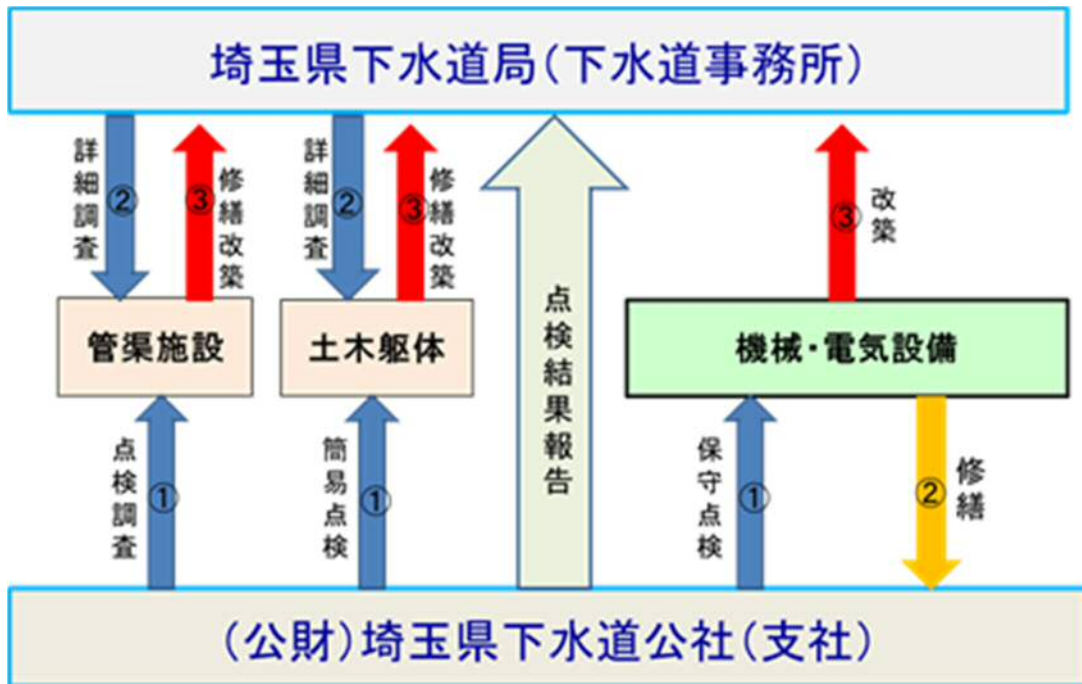 埼玉県下水道局(下水道事務所)
詳細調査
②
③
修繕改築
詳細調査
②
③
修繕改築
点検結果報告
③
改築
管渠施設
土木躯体
機械・電気設備
点検調査
①
簡易点検
①
保守点検
①
②
修繕
(公財)埼玉県下水道公社(支社)